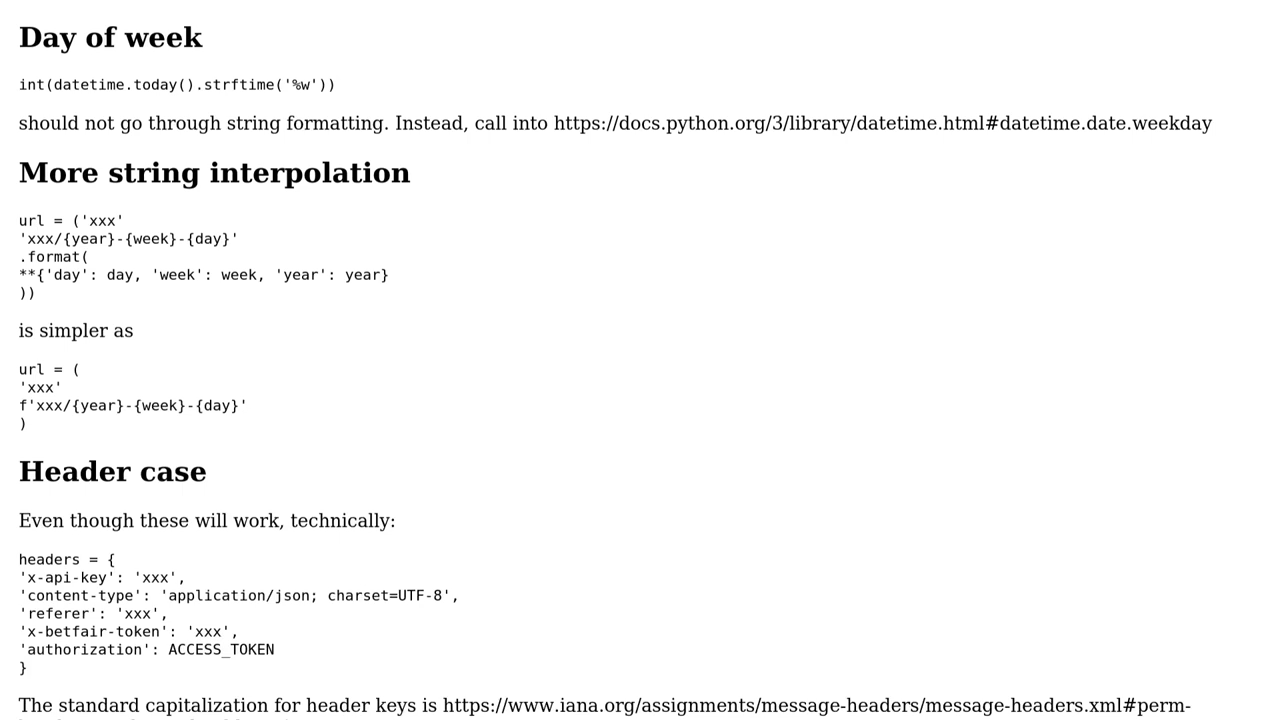 Day of week
int(datetime.today().strftime('%w'))
should not go through string formatting. Instead, call into https://docs.python.org/3/library/datetime.html#datetime.date.weekday
More string interpolation
url = ('xxx'
'xxx/{year}-{week}-{day}'
.format(
**{'day': day, 'week': week, 'year': year}
))
is simpler as
url = (
'xxx'
f'xxx/{year}-{week}-{day}'
)
Header case
Even though these will work, technically:
headers = {
'x-api-key': 'xxx',
'content-type': 'application/json; charset=UTF-8',
'referer': 'xxx',
'x-betfair-token': 'xxx',
'authorization': ACCESS_TOKEN
}
The standard capitalization for header keys is https://www.iana.org/assignments/message-headers/message-headers.xml#perm-